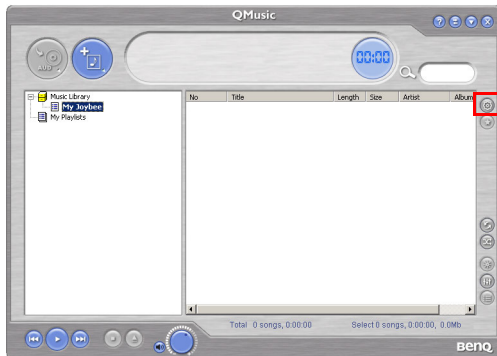 QMusic
AUD
00:00
Music Library
My Joybee
My Playlists
No Title Length Size Artist Album
Total 0 songs, 0:00:00 Select 0 songs, 0:00:00, 0.0Mb
BenQ